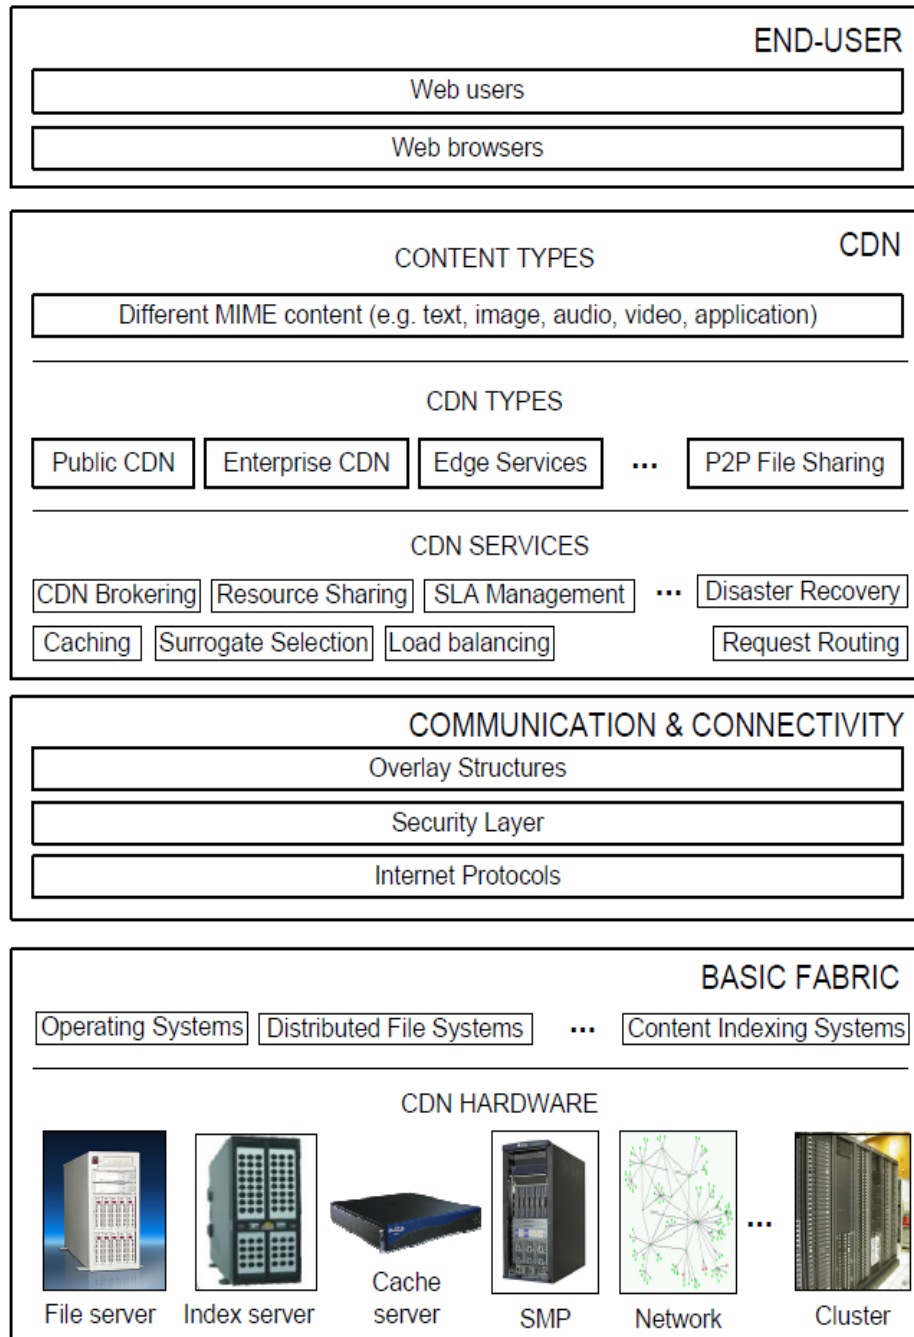 END-USER
Web users
Web browsers
CDN
CONTENT TYPES
Different MIME content (e.g. text, image, audio, video, application)
CDN TYPES
Public CDN Enterprise CDN Edge Services ... P2P File Sharing
CDN SERVICES
CDN Brokering Resource Sharing SLA Management ... Disaster Recovery
Caching Surrogate Selection Load balancing Request Routing
COMMUNICATION & CONNECTIVITY
Overlay Structures
Security Layer
Internet Protocols
BASIC FABRIC
Operating Systems Distributed File Systems ... Content Indexing Systems
CDN HARDWARE
...
File server Index server Cache server SMP Network Cluster